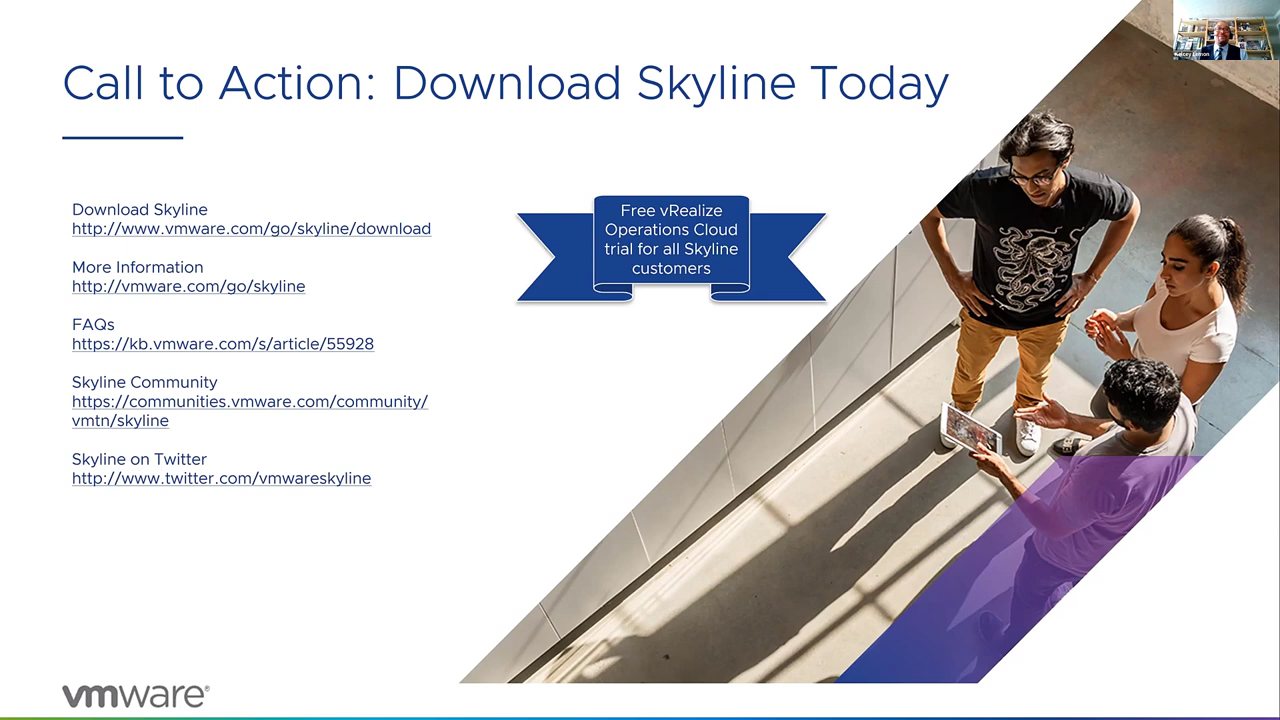 Call to Action: Download Skyline Today
Download Skyline
http://www.vmware.com/go/skyline/download
More Information
http://vmware.com/go/skyline
FAQs
https://kb.vmware.com/s/article/55928
Skyline Community
https://communities.vmware.com/community/
vmtn/skyline
Skyline on Twitter
http://www.twitter.com/vmwareskyline
Free vRealize
Operations Cloud
trial for all Skyline
customers
vmware®